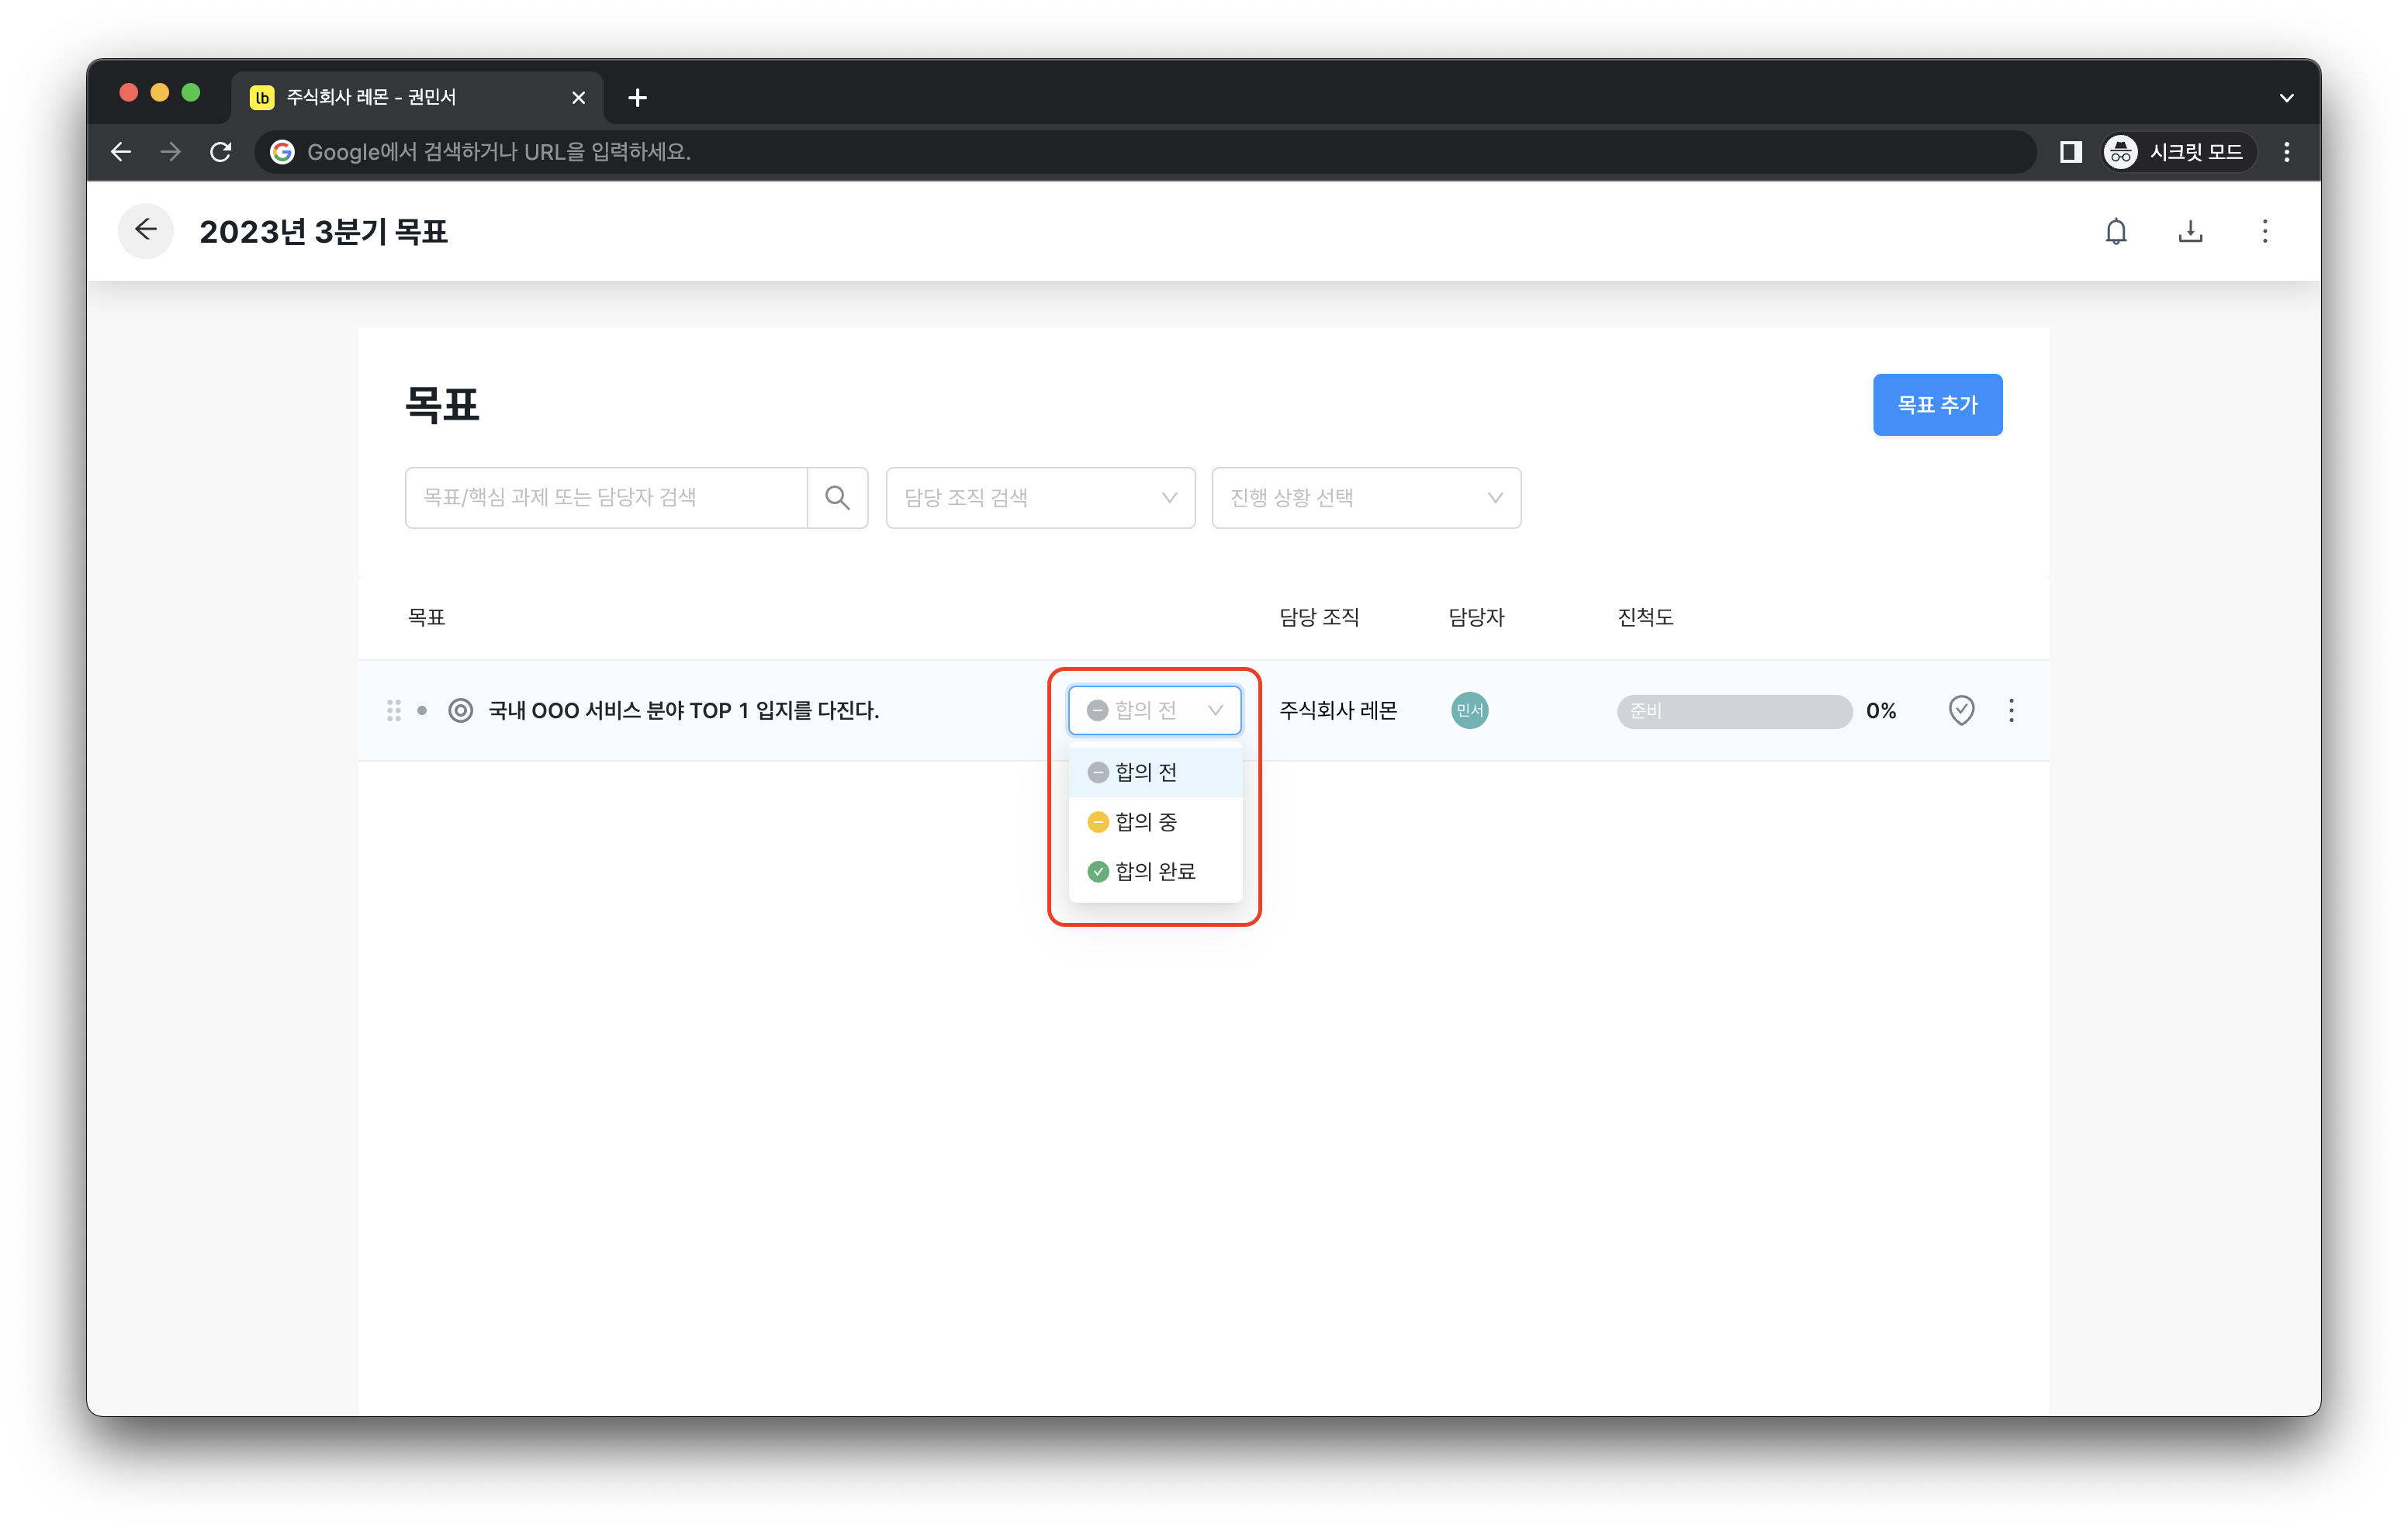 lb 주식회사 레몬 - 권민서
Google에서 검색하거나 URL을 입력하세요.
시크릿 모드
2023년 3분기 목표
목표
목표 추가
목표/핵심 과제 또는 담당자 검색
담당 조직 검색
진행 상황 선택
목표 담당 조직 담당자 진척도
국내 OOO 서비스 분야 TOP 1 입지를 다진다. 합의 전 주식회사 레몬 민서 준비 0%
합의 전
합의 중
합의 완료